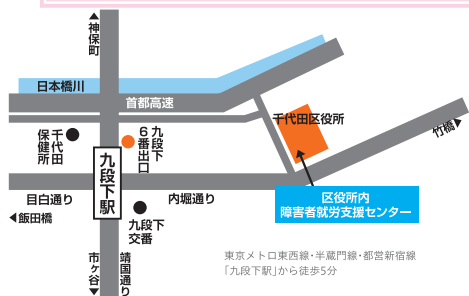 ▲神保町
日本橋川
首都高速
千代田区役所
竹橋▶
千代田
保健所
九段下
6番出口
九段下駅
目白通り
内堀通り
◀飯田橋
九段下
交番
区役所内
障害者就労支援センター
市ヶ谷▼
靖国通り
東京メトロ東西線・半蔵門線・都営新宿線
「九段下駅」から徒歩5分